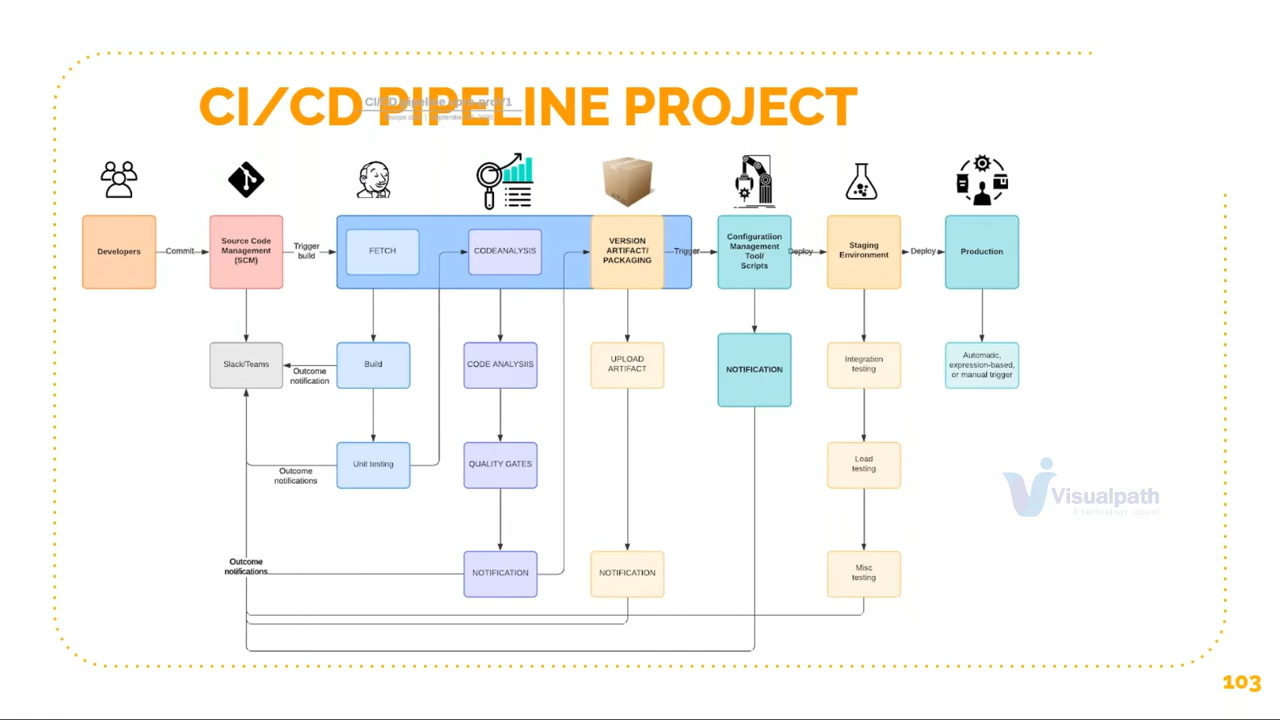 CI/CD PIPELINE PROJECT
Developers
Commit
Source Code
Management
(SCM)
Trigger
build
FETCH
CODEANALYSIS
VERSION
ARTIFACT/
PACKAGING
Trigger
Configuratiion
Management
Tool/
Scripts
Deploy
Staging
Environment
Deploy
Production
Slack/Teams
Outcome
notification
Build
CODE ANALYSIIS
UPLOAD
ARTIFACT
NOTIFICATION
Integration
testing
Automatic,
expression-based,
or manual trigger
Outcome
notifications
Unit testing
QUALITY GATES
Load
testing
Visualpath
Outcome
notifications
NOTIFICATION
NOTIFICATION
Misc
testing
103